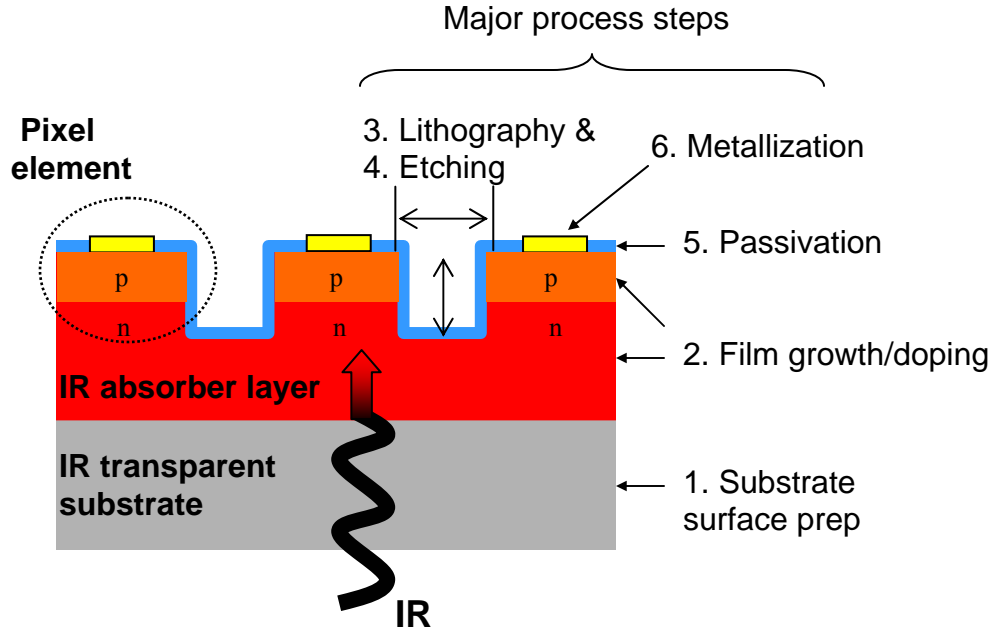 Major process steps
Pixel
element
3. Lithography &
4. Etching
6. Metallization
5. Passivation
p
p
p
n
n
n
2. Film growth/doping
IR absorber layer
IR transparent
substrate
1. Substrate
surface prep
IR